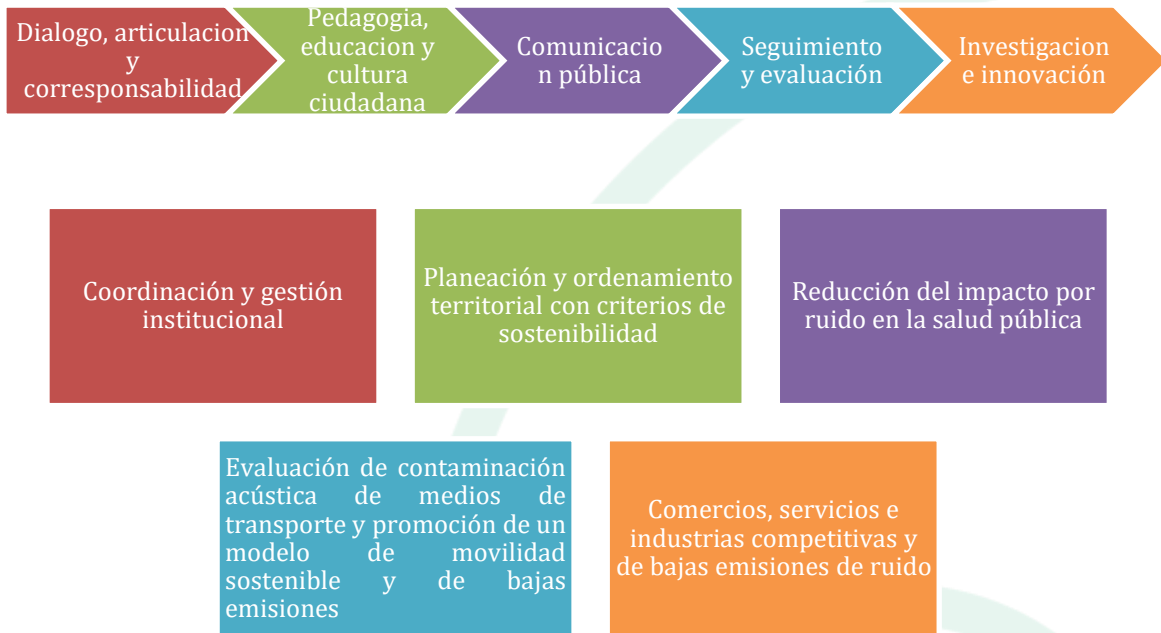 Dialogo, articulacion
y
corresponsabilidad
Pedagogia,
educacion y
cultura
ciudadana
Comunicacio
n pública
Seguimiento
y evaluación
Investigacion
e innovación
Coordinación y gestión
institucional
Planeación y ordenamiento
territorial con criterios de
sostenibilidad
Reducción del impacto por
ruido en la salud pública
Evaluación de contaminación
acústica de medios de
transporte y promoción de un
modelo de movilidad
sostenible y de bajas
emisiones
Comercios, servicios e
industrias competitivas y
de bajas emisiones de ruido